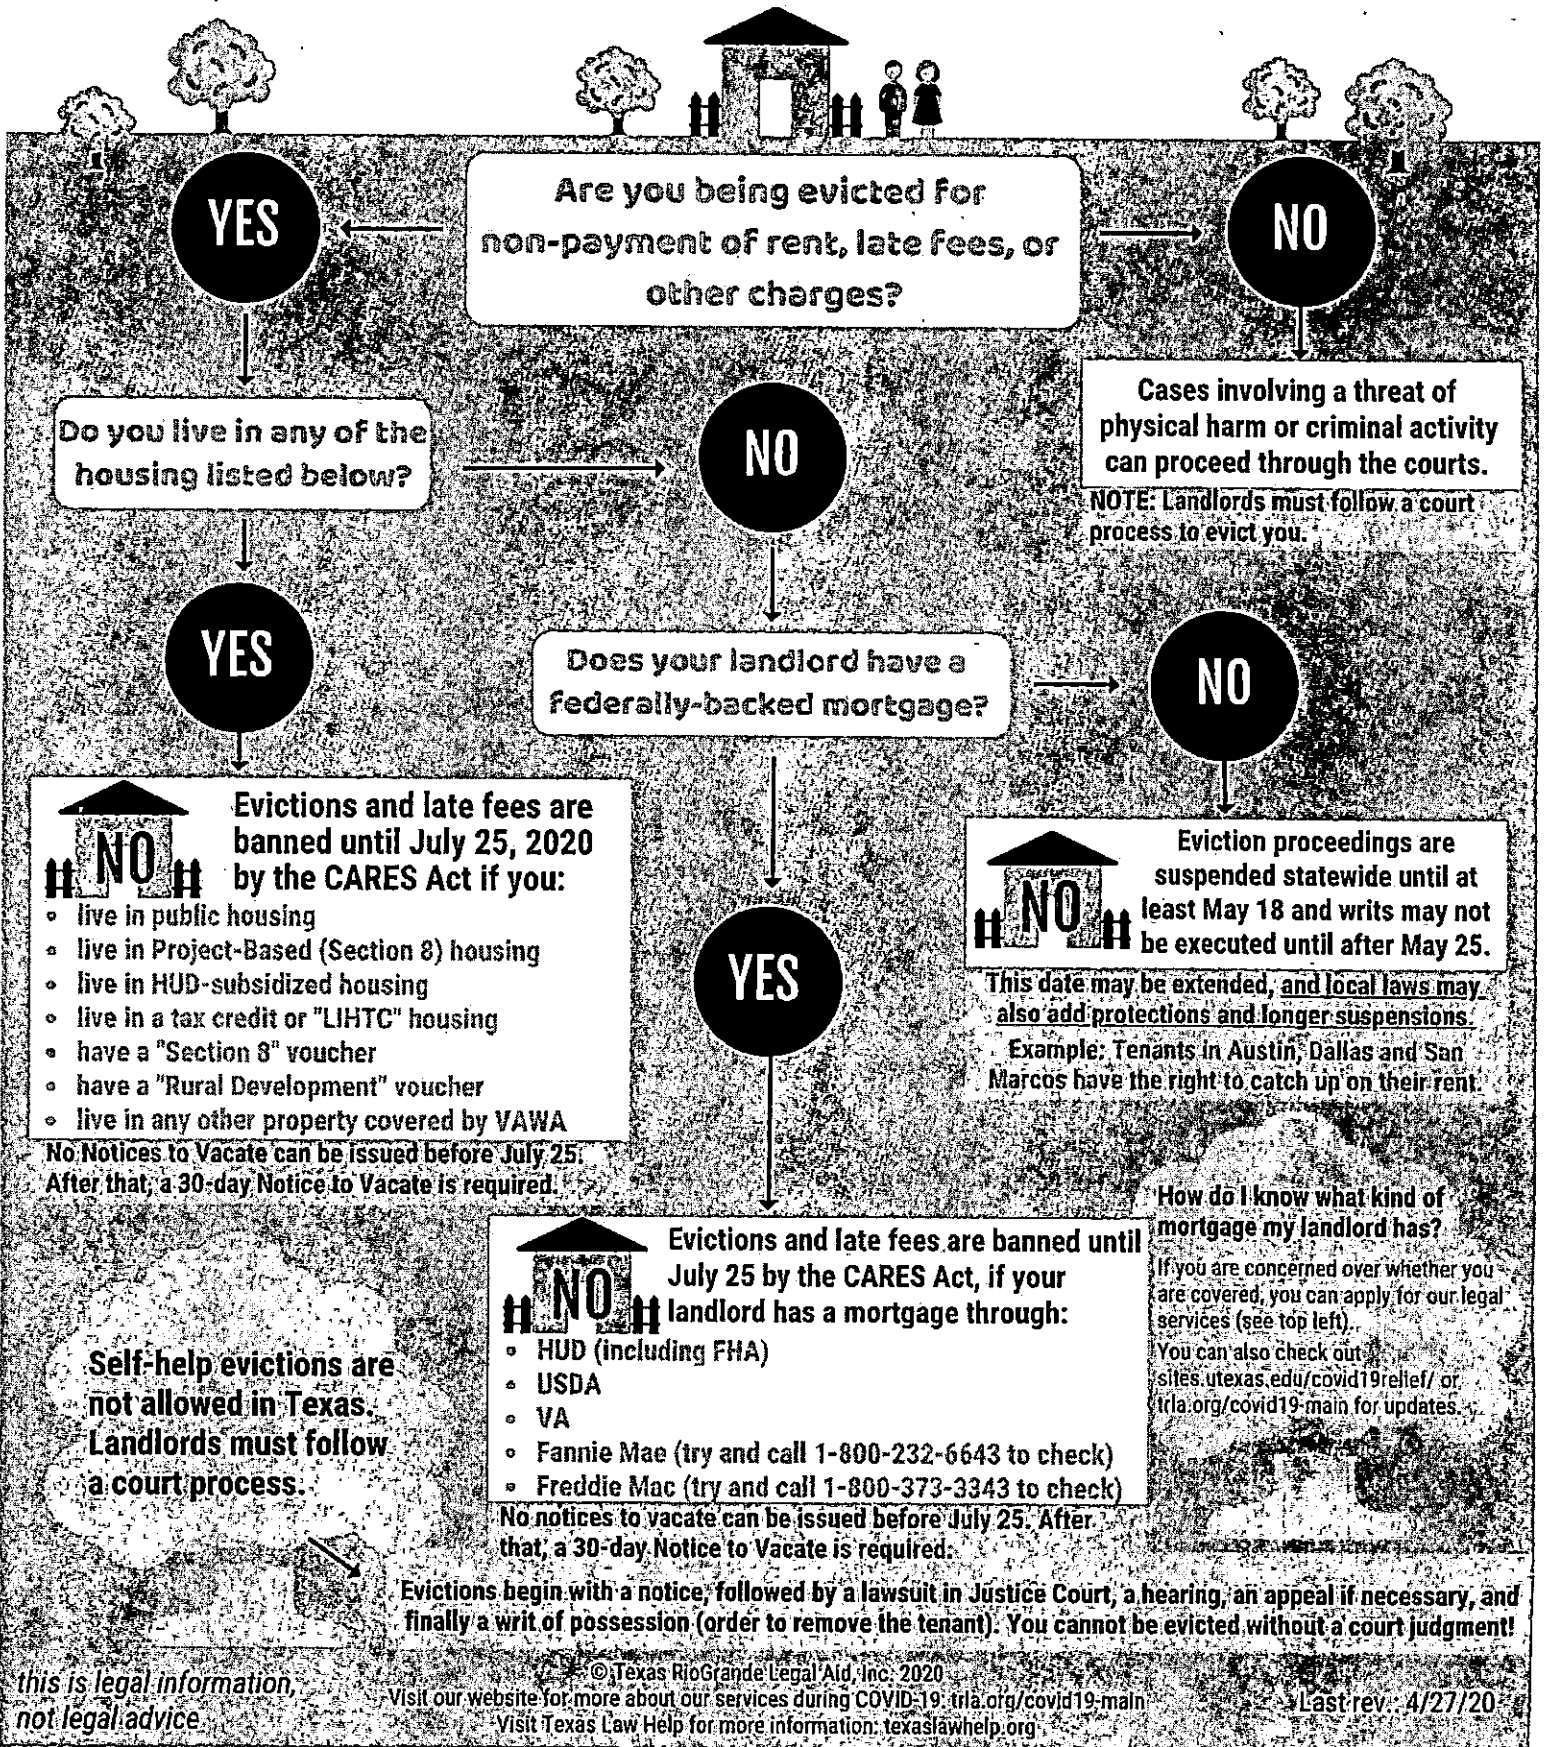 Are you being evicted for
non-payment of rent, late fees, or
other charges?
YES
NO
Cases involving a threat of
physical harm or criminal activity
can proceed through the courts.
NOTE: Landlords must follow a court
process to evict you.
Do you live in any of the
housing listed below?
NO
YES
Does your landlord have a
federally-backed mortgage?
NO
NO
Evictions and late fees are
banned until July 25, 2020
by the CARES Act if you:
live in public housing
live in Project-Based (Section 8) housing
live in HUD-subsidized housing
live in a tax credit or "LIHTC" housing
have a "Section 8" voucher
have a "Rural Development" voucher
live in any other property covered by VAWA
No Notices to Vacate can be issued before July 25.
After that, a 30-day Notice to Vacate is required.
NO
Eviction proceedings are
suspended statewide until at
least May 18 and writs may not
be executed until after May 25.
This date may be extended, and local laws may
also add protections and longer suspensions.
Example: Tenants in Austin, Dallas and San
Marcos have the right to catch up on their rent.
YES
NO
Evictions and late fees are banned until
July 25 by the CARES Act, if your
landlord has a mortgage through:
HUD (including FHA)
USDA
VA
Fannie Mae (try and call 1-800-232-6643 to check)
Freddie Mac (try and call 1-800-373-3343 to check)
No notices to vacate can be issued before July 25. After
that, a 30-day Notice to Vacate is required.
How do I know what kind of
mortgage my landlord has?
If you are concerned over whether you
are covered, you can apply for our legal
services (see top left).
You can also check out
sites.utexas.edu/covid19relief/ or
trla.org/covid19-main for updates.
Self-help evictions are
not allowed in Texas.
Landlords must follow
a court process.
Evictions begin with a notice, followed by a lawsuit in Justice Court, a hearing, an appeal if necessary, and
finally a writ of possession (order to remove the tenant). You cannot be evicted without a court judgment!
this is legal information,
not legal advice
© Texas RioGrande Legal Aid, Inc. 2020
Visit our website for more about our services during COVID-19: trla.org/covid19-main
Visit Texas Law Help for more information: texaslawhelp.org
Last rev.: 4/27/20